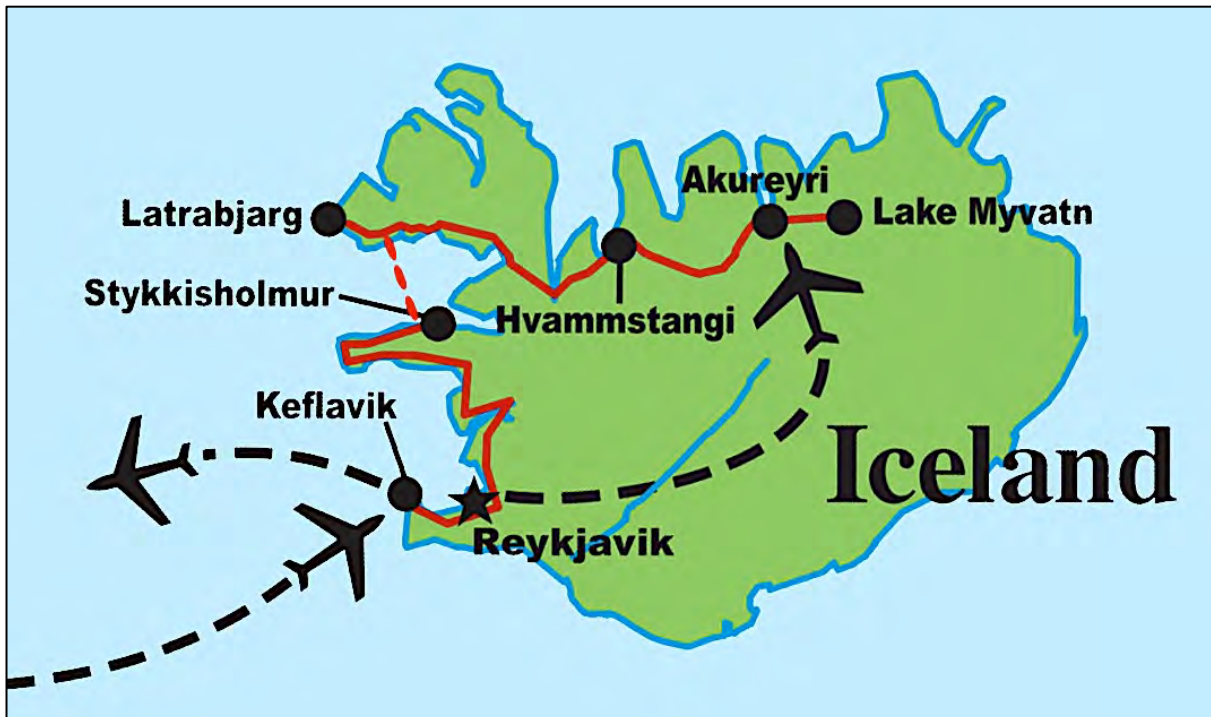 Akureyri
Latrabjarg
Lake Myvatn
Stykkisholmur
Hvammstangi
Keflavik
Iceland
Reykjavik